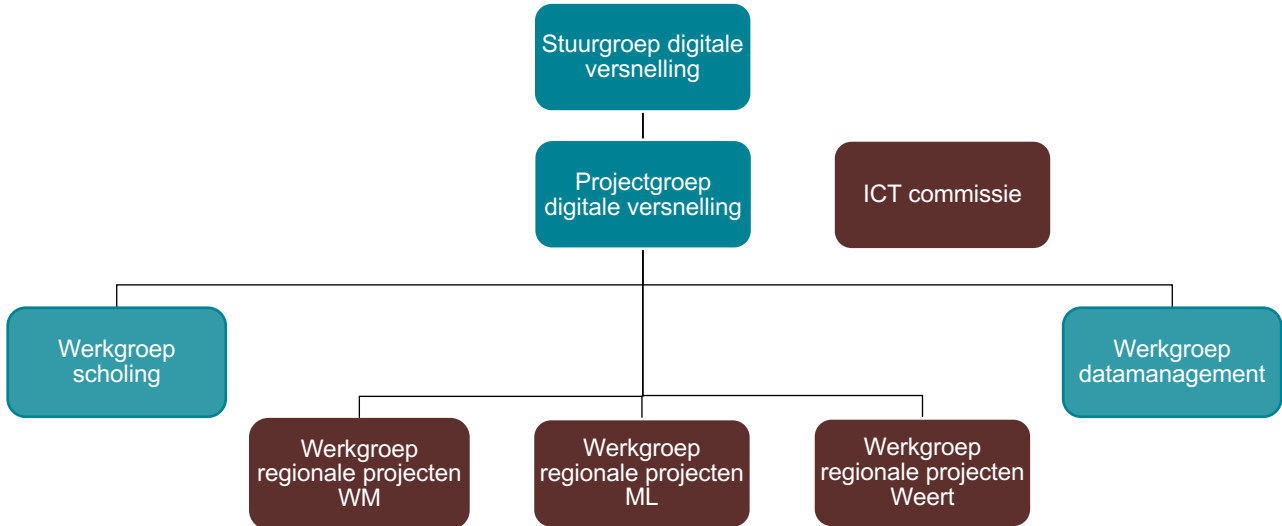 Stuurgroep digitale
versnelling
Projectgroep
digitale versnelling
ICT commissie
Werkgroep
scholing
Werkgroep
datamanagement
Werkgroep
regionale projecten
WM
Werkgroep
regionale projecten
ML
Werkgroep
regionale projecten
Weert